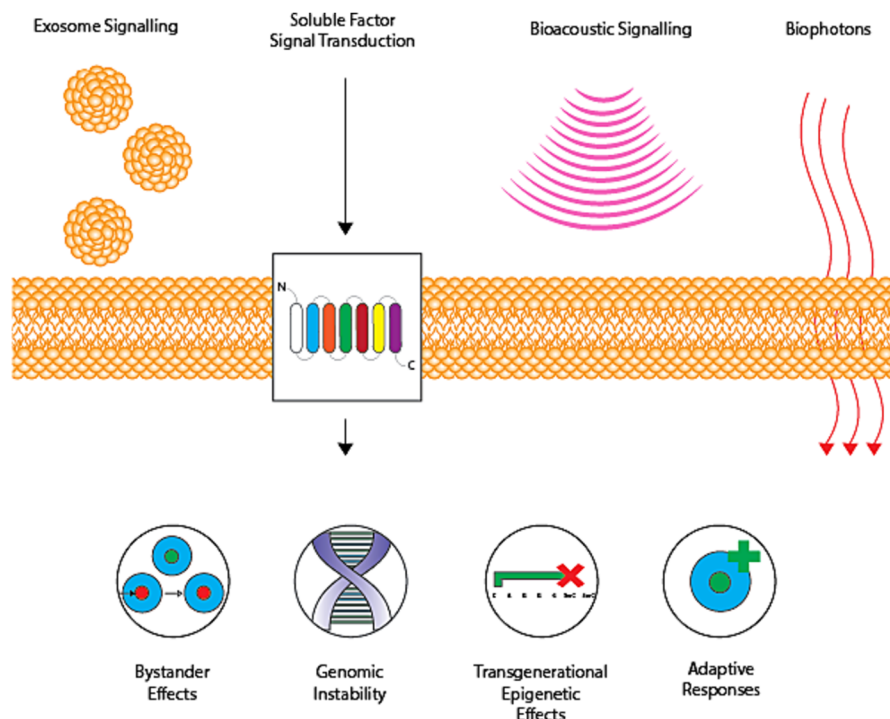 Exosome Signalling
Soluble Factor
Signal Transduction
Bioacoustic Signalling
Biophotons
N
C
Bystander
Effects
Genomic
Instability
Transgenerational
Epigenetic
Effects
Adaptive
Responses